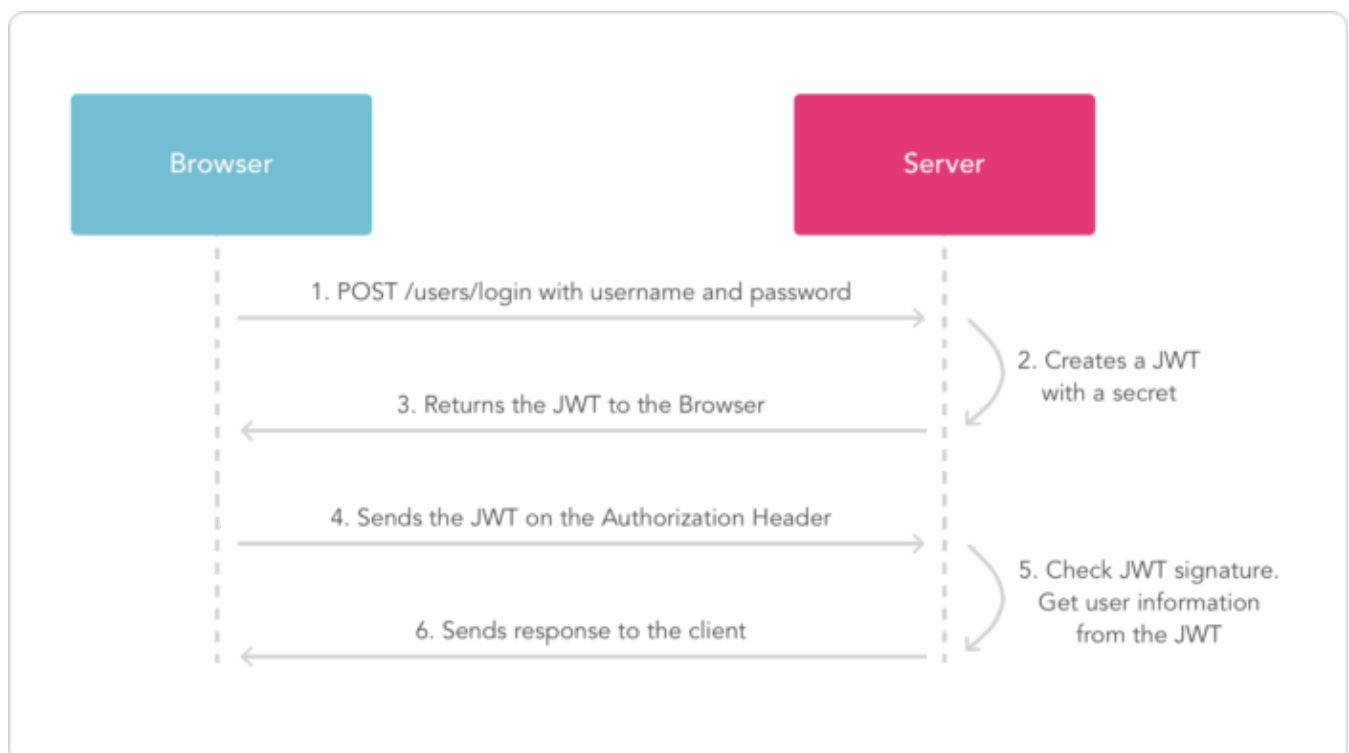 Browser
Server
1. POST /users/login with username and password
2. Creates a JWT
with a secret
3. Returns the JWT to the Browser
4. Sends the JWT on the Authorization Header
5. Check JWT signature.
Get user information
from the JWT
6. Sends response to the client